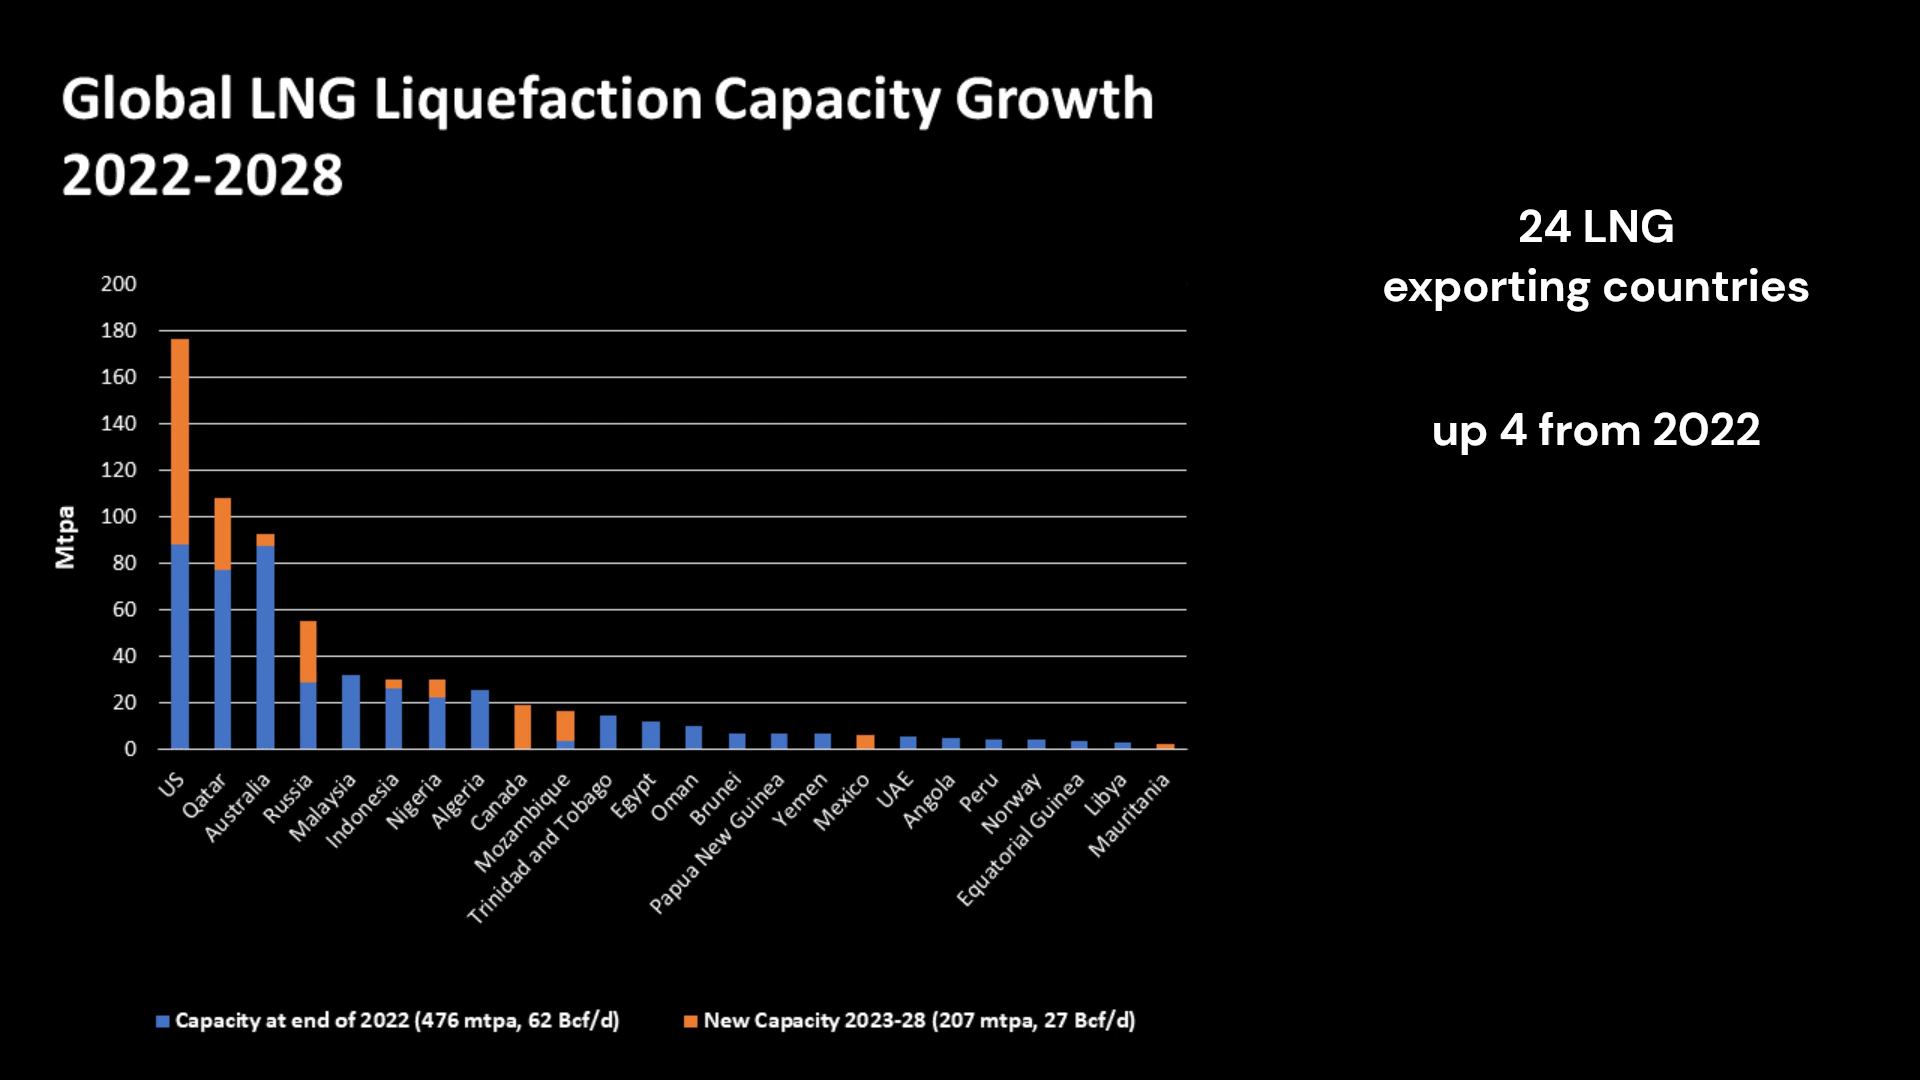 Global LNG Liquefaction Capacity Growth
2022-2028
24 LNG
exporting countries
up 4 from 2022
Mtpa
200
180
160
140
120
100
80
60
40
20
0
US
Qatar
Australia
Russia
Malaysia
Indonesia
Nigeria
Algeria
Canada
Mozambique
Trinidad and Tobago
Egypt
Oman
Brunei
Papua New Guinea
Yemen
Mexico
UAE
Angola
Peru
Norway
Equatorial Guinea
Libya
Mauritania
Capacity at end of 2022 (476 mtpa, 62 Bcf/d)
New Capacity 2023-28 (207 mtpa, 27 Bcf/d)